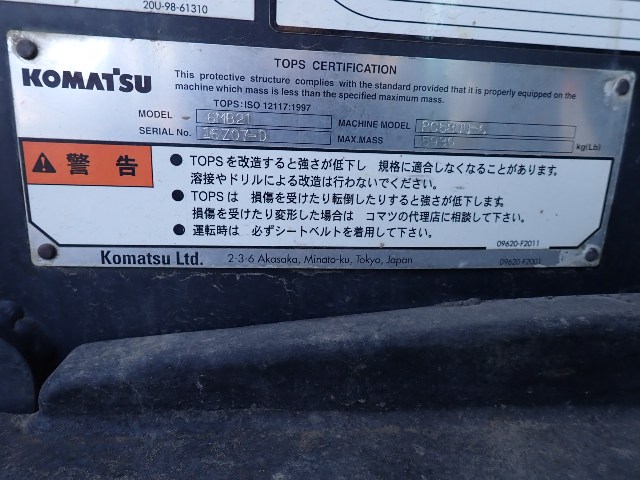 20U-98-61310
KOMATSU
TOPS CERTIFICATION
This protective structure complies with the standard provided that it is properly equipped on the
machine which mass is less than the specified maximum mass.
TOPS:ISO 12117:1997
MODEL 6MB21
MACHINE MODEL
SERIAL No. 15Z07-D
MAX.MASS kg(Lb)
警告
● TOPSを改造すると強さが低下し 規格に適合しなくなることがあります。
溶接やドリルによる改造は行わないでください。
● TOPSは 損傷を受けたり転倒したりすると強さが低下します。
損傷を受けたり変形した場合は コマツの代理店に相談して下さい。
● 運転時は 必ずシートベルトを着用して下さい。
09620-F2011
Komatsu Ltd. 2-3-6 Akasaka, Minato-ku, Tokyo, Japan
09620-F2001